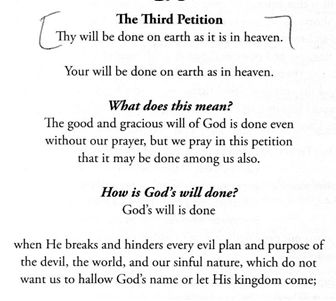 The Third Petition
Thy will be done on earth as it is in heaven.
Your will be done on earth as in heaven.
What does this mean?
The good and gracious will of God is done even
without our prayer, but we pray in this petition
that it may be done among us also.
How is God's will done?
God's will is done
when He breaks and hinders every evil plan and purpose of
the devil, the world, and our sinful nature, which do not
want us to hallow God's name or let His kingdom come;